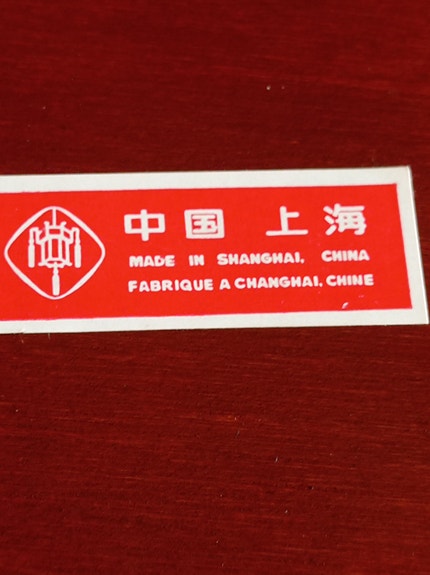 中国 上海
MADE IN SHANGHAI, CHINA
FABRIQUE A CHANGHAI, CHINE